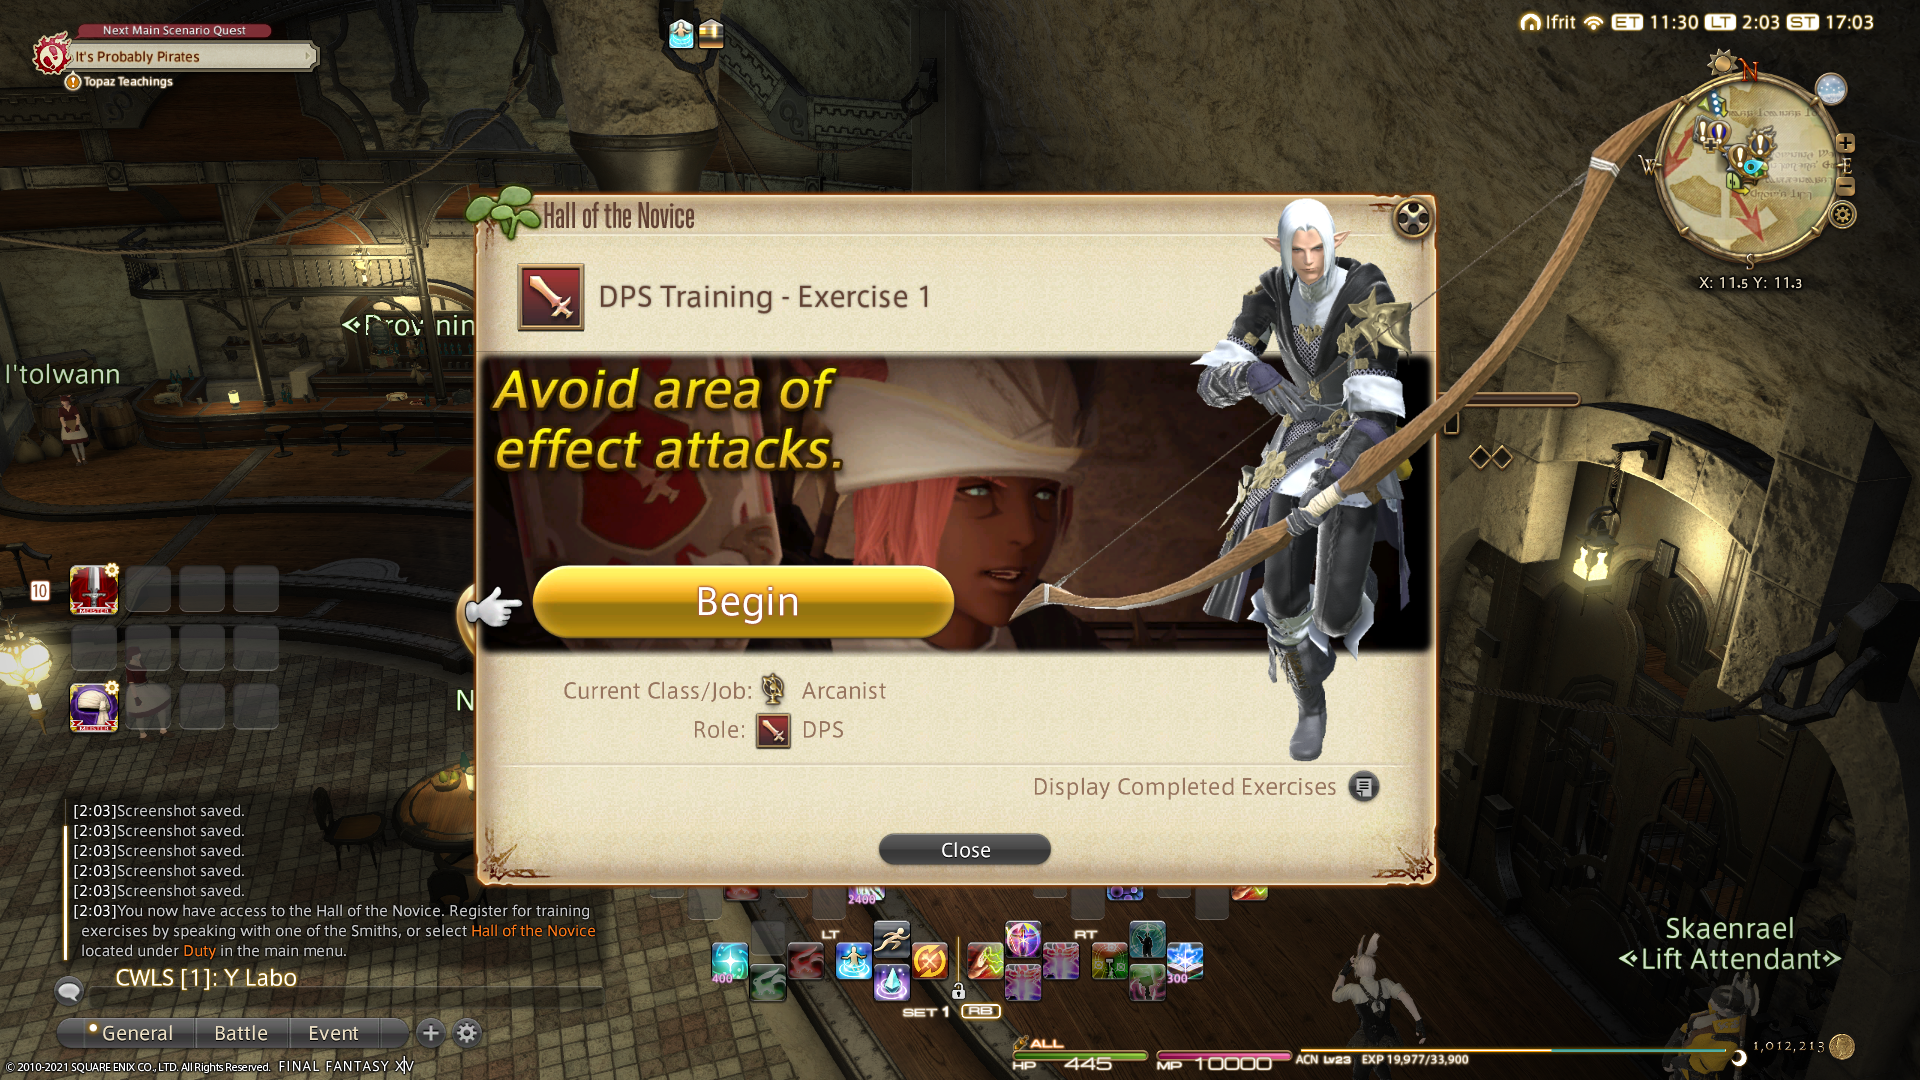 Next Main Scenario Quest
It's Probably Pirates
Topaz Teachings
Ifrit ET 11:30 LT 2:03 ST 17:03
N
W
E
S
X: 11.5 Y: 11.3
Hall of the Novice
DPS Training - Exercise 1
Avoid area of
effect attacks.
Begin
Current Class/Job: Arcanist
Role: DPS
Display Completed Exercises
Close
I'tolwann
10
MEISTER
MEISTER
N
[2:03]Screenshot saved.
[2:03]Screenshot saved.
[2:03]Screenshot saved.
[2:03]Screenshot saved.
[2:03]Screenshot saved.
[2:03]You now have access to the Hall of the Novice. Register for training
exercises by speaking with one of the Smiths, or select Hall of the Novice
located under Duty in the main menu.
CWLS [1]: Y Labo
General Battle Event
© 2010-2021 SQUARE ENIX CO., LTD. All Rights Reserved. FINAL FANTASY XIV
2400
LT
RT
400
300
SET 1 RB
ALL
HP 445 MP 10000 ACN Lv23 EXP 19,977/33,900
Skaenrael
<Lift Attendant>
1,012,213